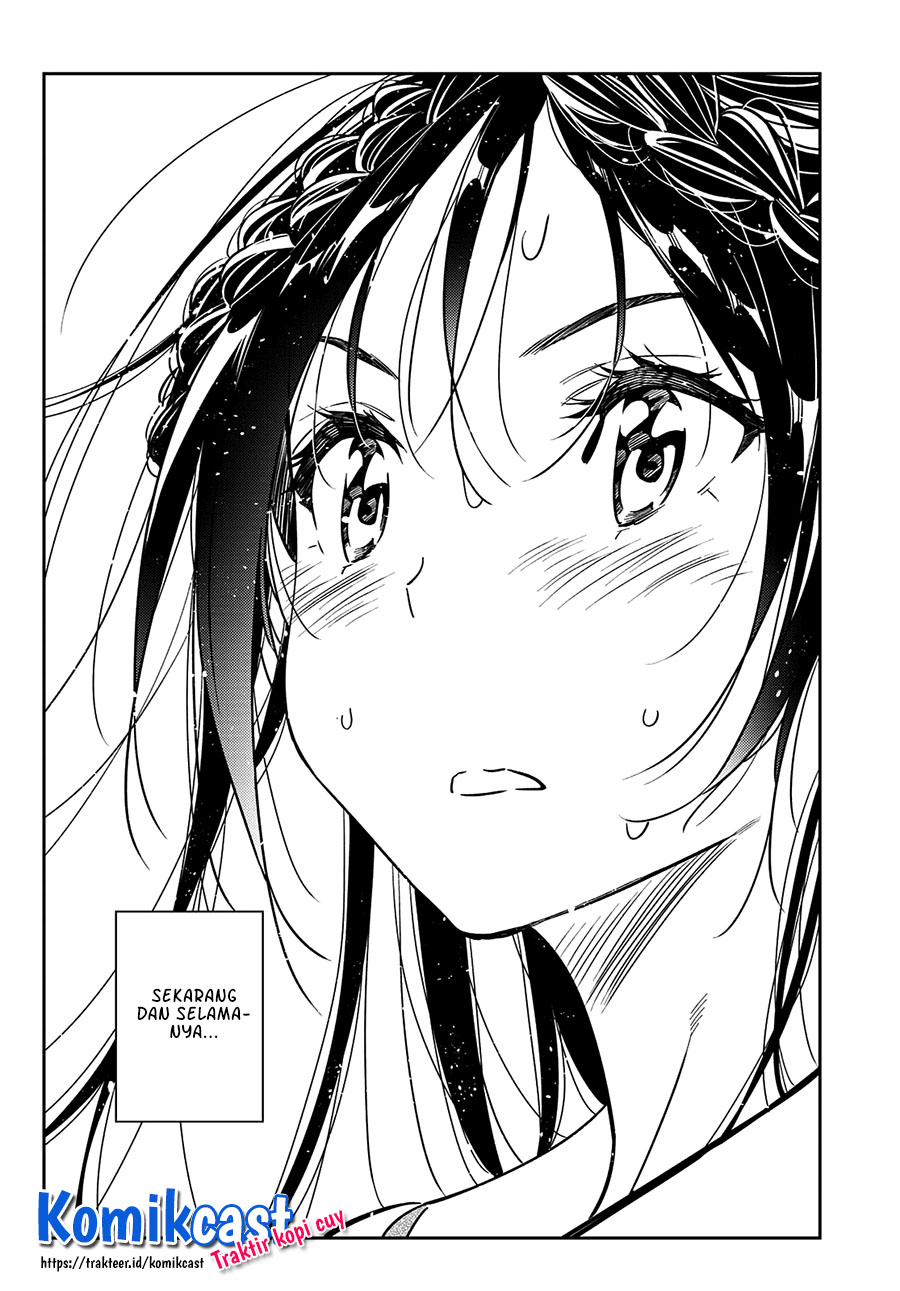 SEKARANG
DAN SELAMA-
NYA...
Komikcast
Traktir kopi cuy
https://trakteer.id/komikcast